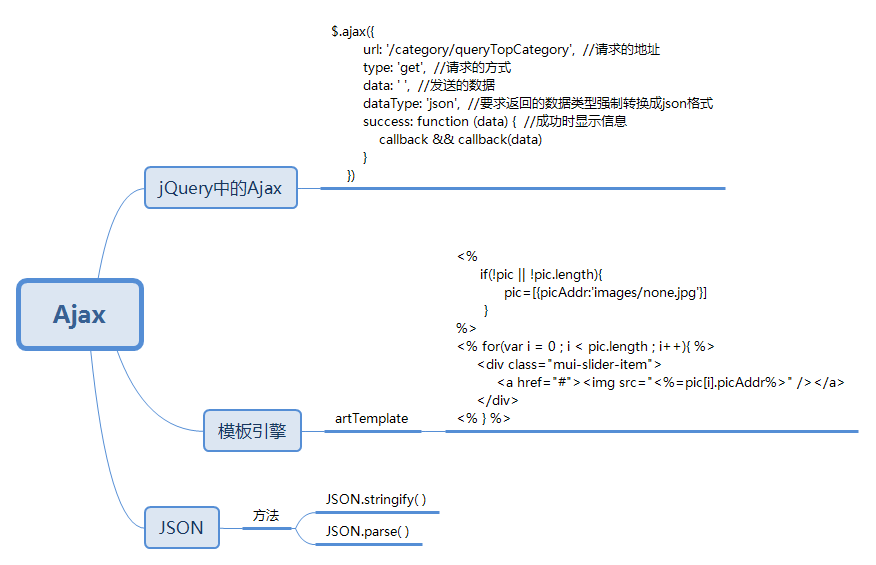 $.ajax({
url: '/category/queryTopCategory',  //请求的地址
type: 'get',  //请求的方式
data: ' ',  //发送的数据
dataType: 'json',  //要求返回的数据类型强制转换成json格式
success: function (data) {  //成功时显示信息
callback && callback(data)
}
})
jQuery中的Ajax
<%
if(!pic || !pic.length){
pic=[{picAddr:'images/none.jpg'}]
}
%>
<% for(var i = 0 ; i < pic.length ; i++){ %>
<div class="mui-slider-item">
<a href="#"><img src="<%=pic[i].picAddr%>" /></a>
</div>
<% } %>
Ajax
模板引擎
artTemplate
JSON
方法
JSON.stringify( )
JSON.parse( )